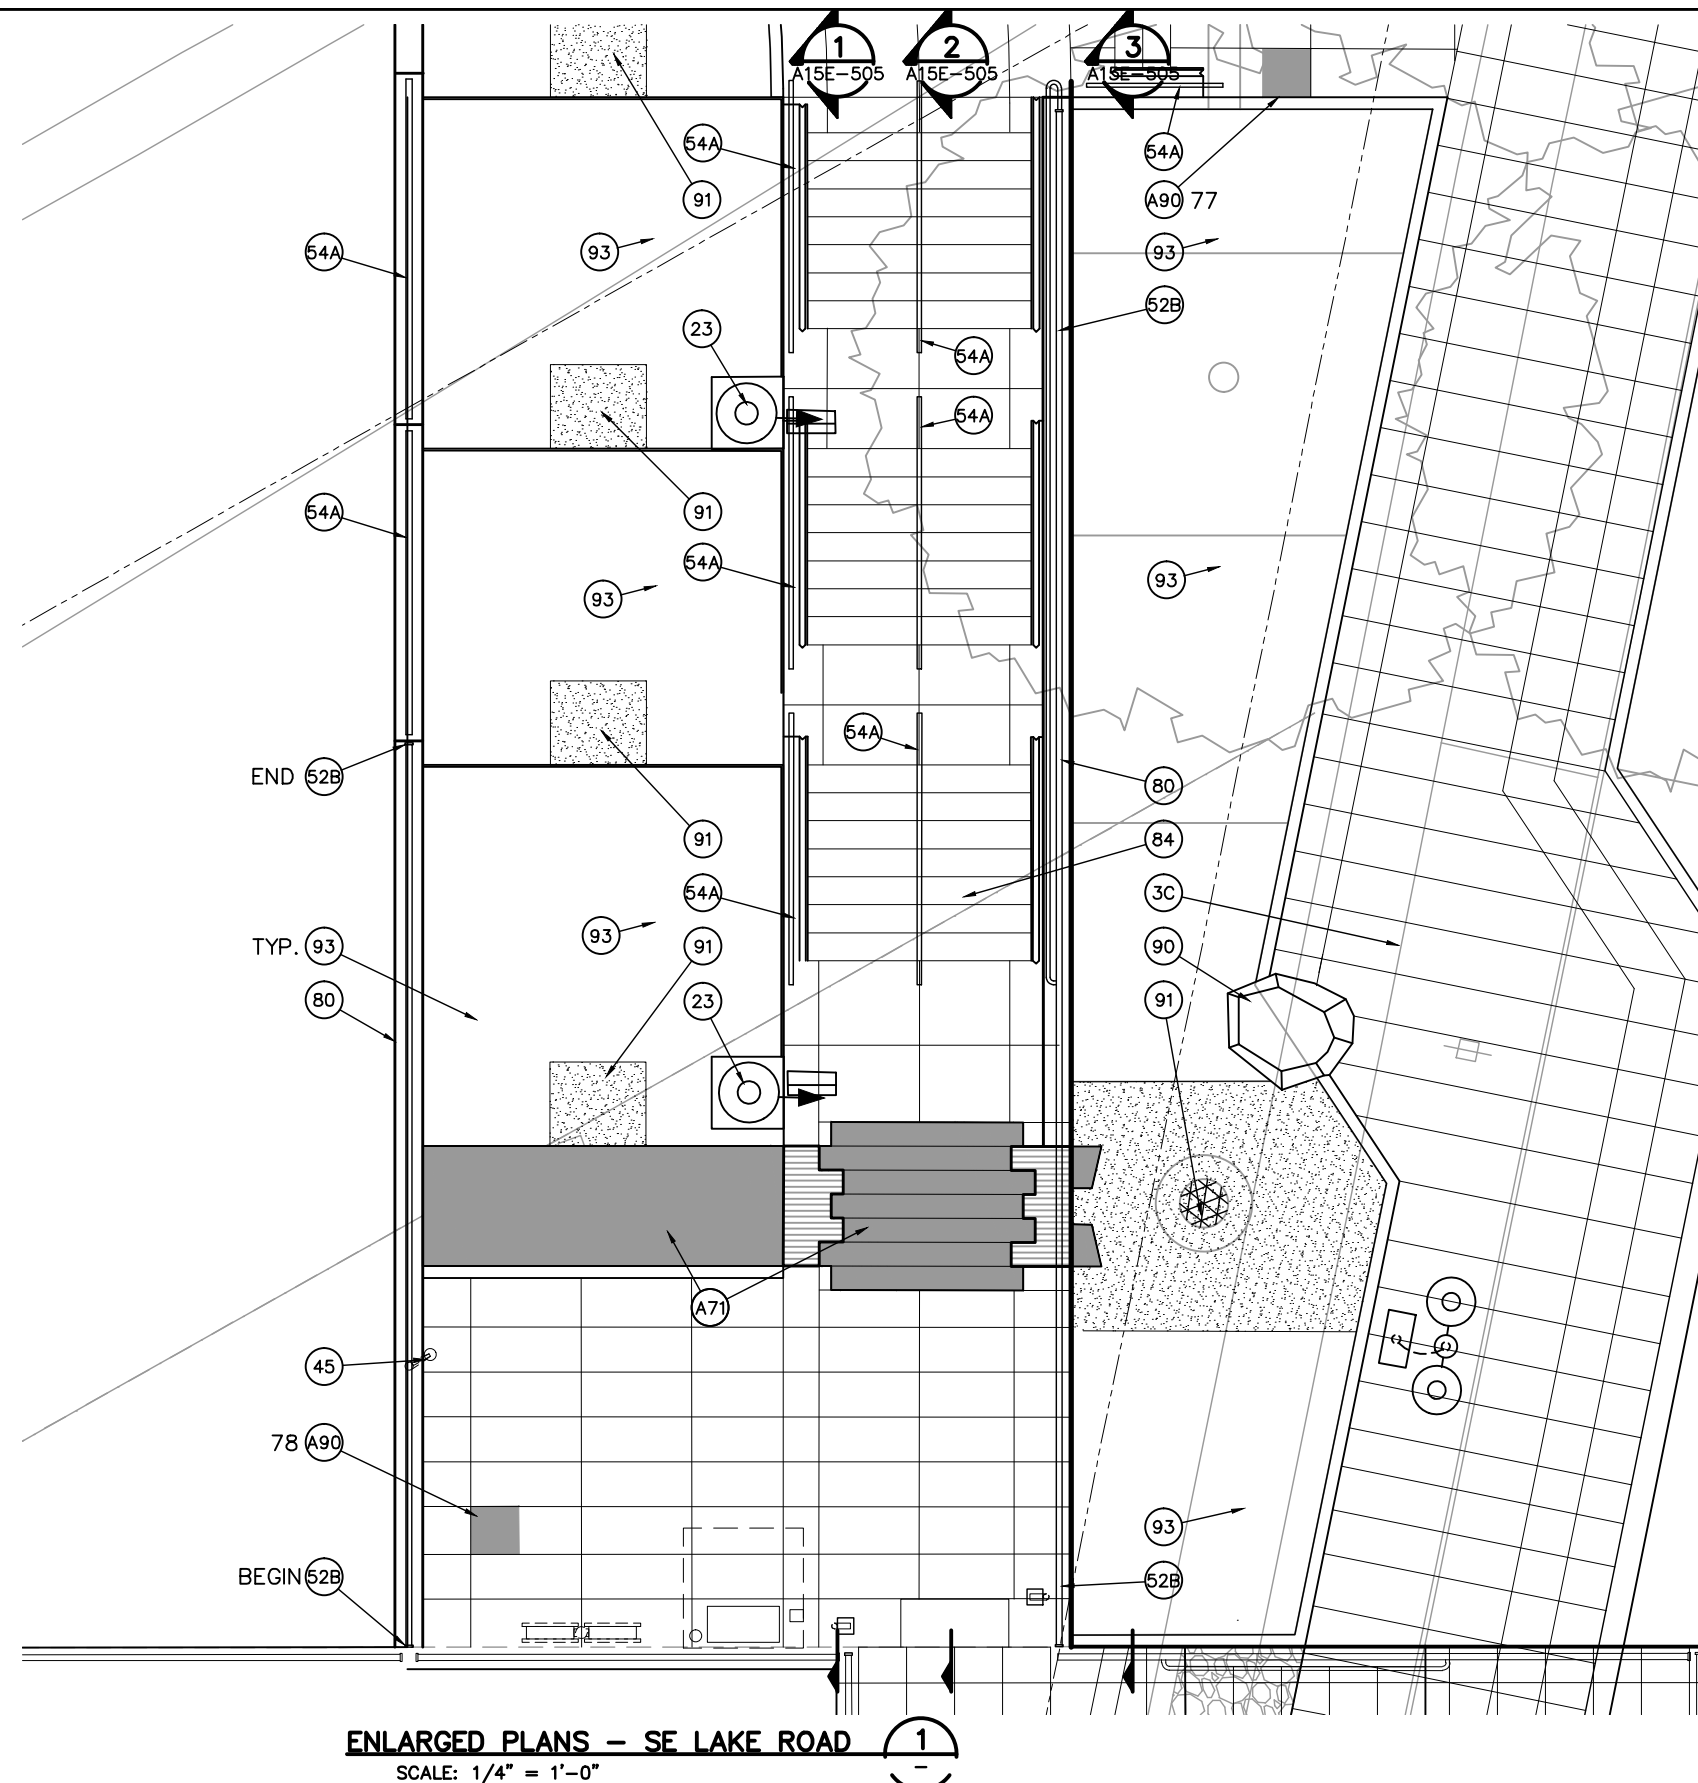 1
A15E-505
2
A15E-505
3
A15E-505
54A
54A
91
A90 77
54A
93
93
52B
23
54A
54A
54A
91
54A
93
93
54A
END 52B
80
91
84
54A
3C
TYP. 93
93
91
90
80
23
91
A71
45
78 A90
93
BEGIN 52B
52B
ENLARGED PLANS – SE LAKE ROAD
1
–
SCALE: 1/4" = 1'-0"